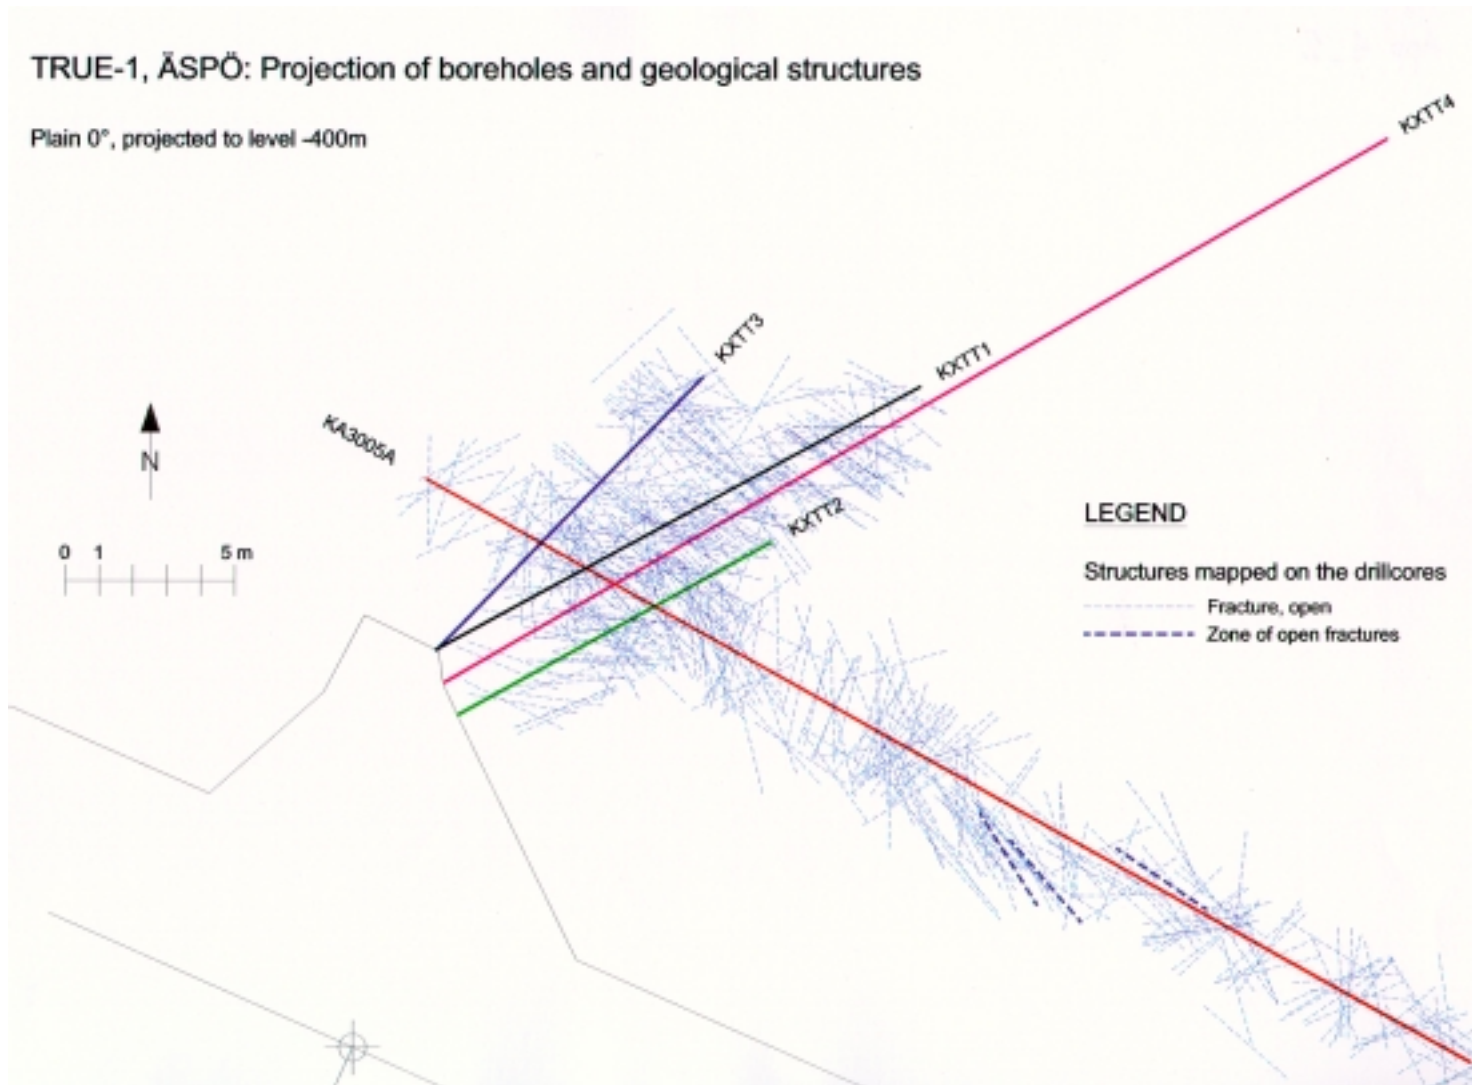 TRUE-1, ÄSPÖ: Projection of boreholes and geological structures
Plain 0°, projected to level -400m
KXTT4
KXTT3
KXTT1
KA3005A
N
KXTT2
0 1 5 m
LEGEND
Structures mapped on the drillcores
Fracture, open
Zone of open fractures